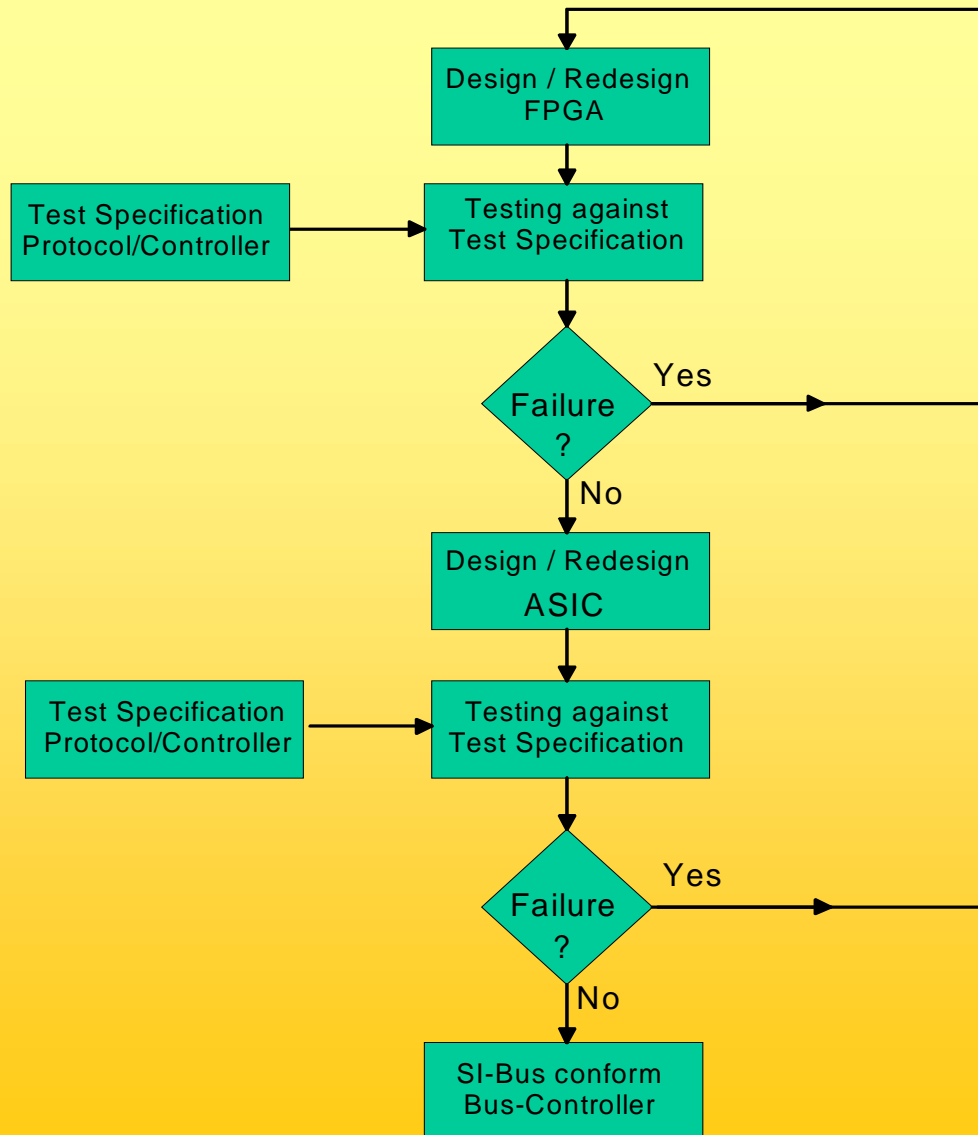 Design / Redesign
FPGA
Test Specification
Protocol/Controller
Testing against
Test Specification
Failure
?
Yes
No
Design / Redesign
ASIC
Test Specification
Protocol/Controller
Testing against
Test Specification
Failure
?
Yes
No
SI-Bus conform
Bus-Controller